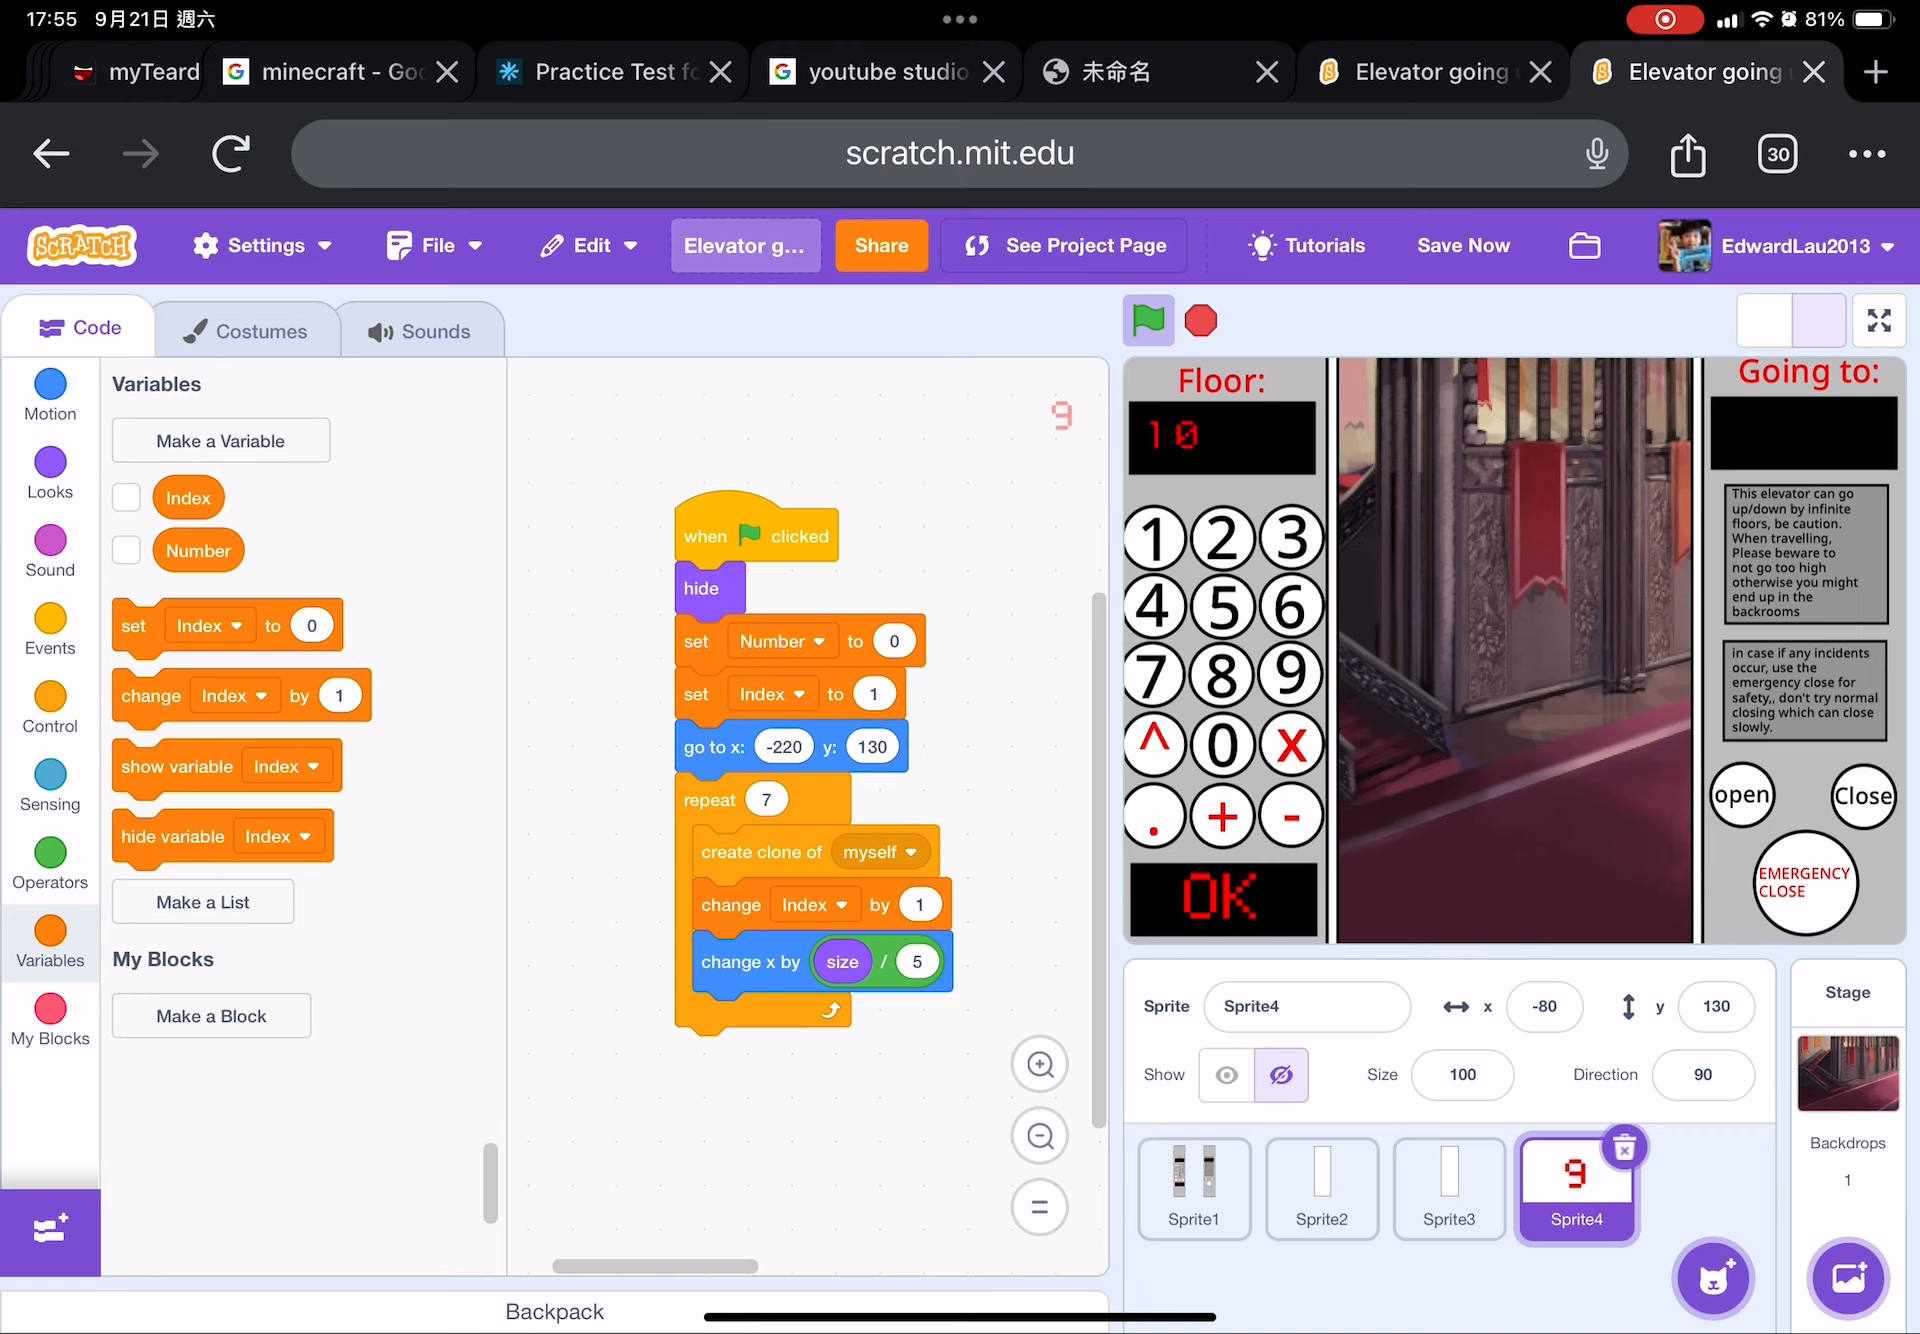 17:55 9月21日 週六
81%
myTeard
minecraft - Goo
Practice Test fo
youtube studio
未命名
Elevator going
Elevator going
scratch.mit.edu
30
SCRATCH
Settings
File
Edit
Elevator g...
Share
See Project Page
Tutorials
Save Now
EdwardLau2013
Code
Costumes
Sounds
Motion
Looks
Sound
Events
Control
Sensing
Operators
Variables
My Blocks
Variables
Make a Variable
Index
Number
set Index to 0
change Index by 1
show variable Index
hide variable Index
Make a List
My Blocks
Make a Block
9
when clicked
hide
set Number to 0
set Index to 1
go to x: -220 y: 130
repeat 7
create clone of myself
change Index by 1
change x by size / 5
Backpack
Floor:
10
1 2 3
4 5 6
7 8 9
^ 0 X
. + -
OK
Going to:
This elevator can go
up/down by infinite
floors, be caution.
When travelling,
Please beware to
not go too high
otherwise you might
end up in the
backrooms
in case if any incidents
occur, use the
emergency close for
safety,, don't try normal
closing which can close
slowly.
open
Close
EMERGENCY
CLOSE
Sprite Sprite4 x -80 y 130
Show Size 100 Direction 90
Sprite1
Sprite2
Sprite3
9
Sprite4
Stage
Backdrops
1